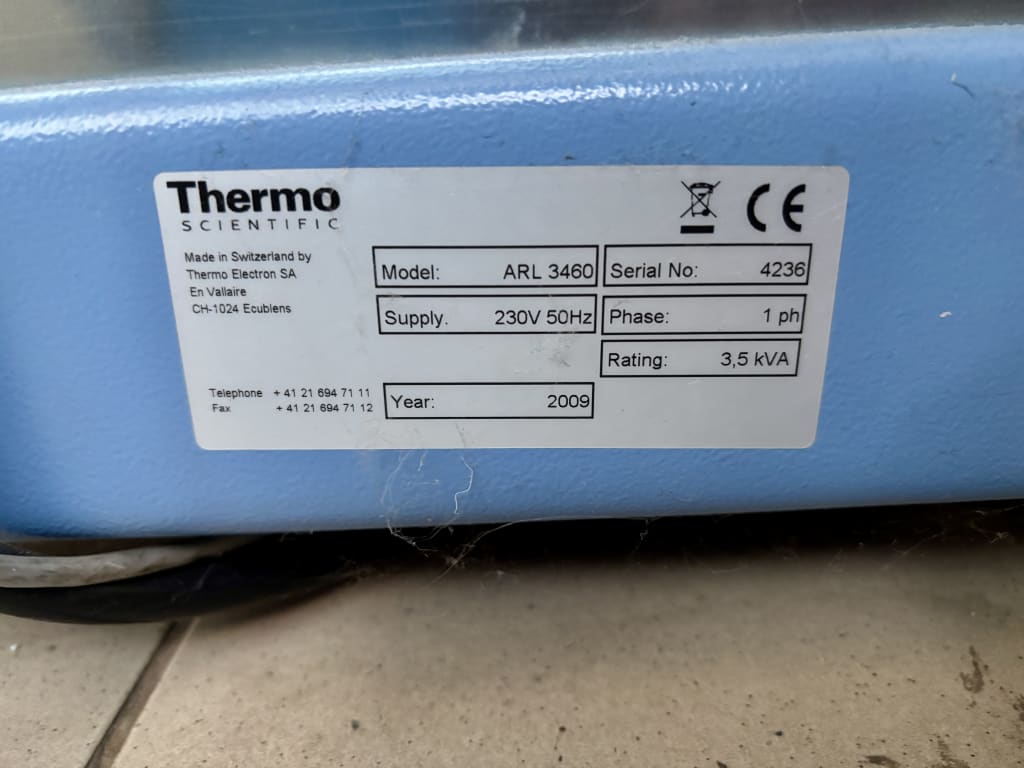 Thermo
SCIENTIFIC
CE
Made in Switzerland by
Thermo Electron SA
En Vallaire
CH-1024 Ecublens
Model: ARL 3460
Serial No: 4236
Supply. 230V 50Hz
Phase: 1 ph
Rating: 3,5 kVA
Telephone + 41 21 694 71 11
Fax + 41 21 694 71 12
Year: 2009